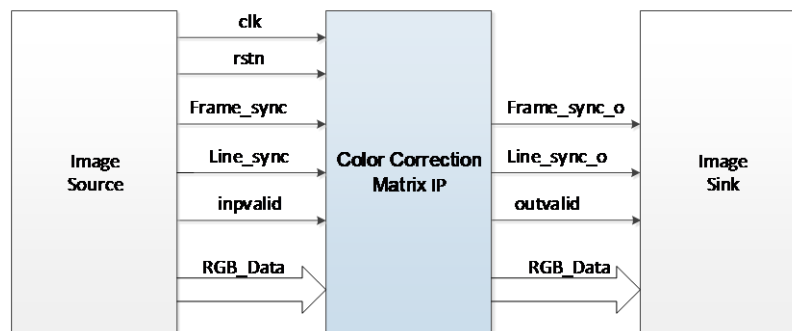 clk
rstn
Frame_sync
Line_sync
inpvalid
RGB_Data
Image
Source
Color Correction
Matrix IP
Frame_sync_o
Line_sync_o
outvalid
RGB_Data
Image
Sink